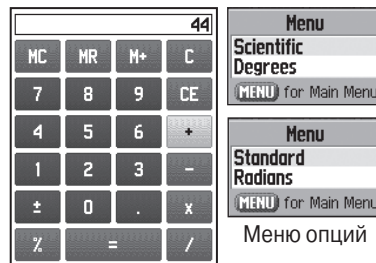 44
MC MR M+ C
7 8 9 CE
4 5 6 +
1 2 3 -
± 0 . x
% = /
Menu
Scientific
Degrees
MENU for Main Menu
Menu
Standard
Radians
MENU for Main Menu
Меню опций